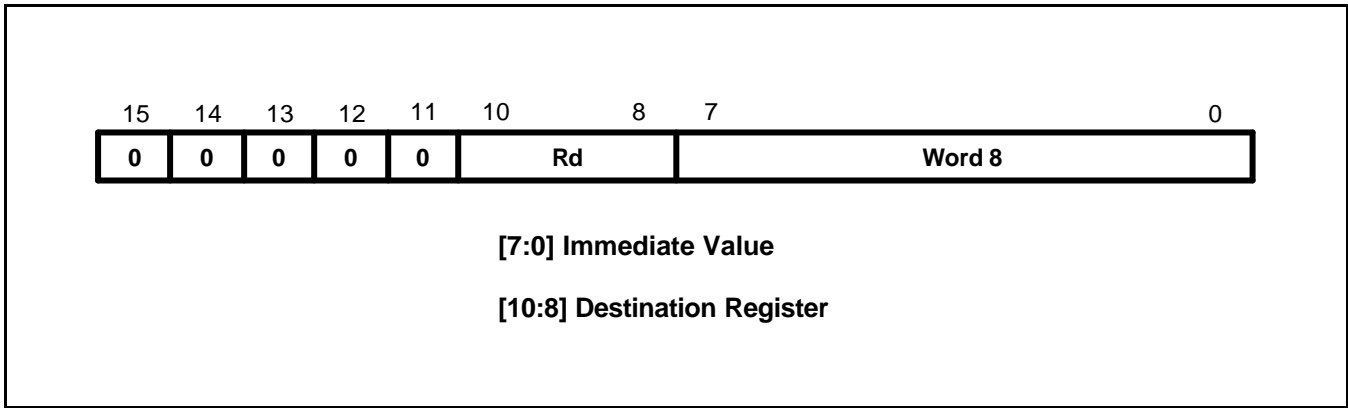 15 14 13 12 11 10 8 7 0
0 0 0 0 0 Rd Word 8
[7:0] Immediate Value
[10:8] Destination Register